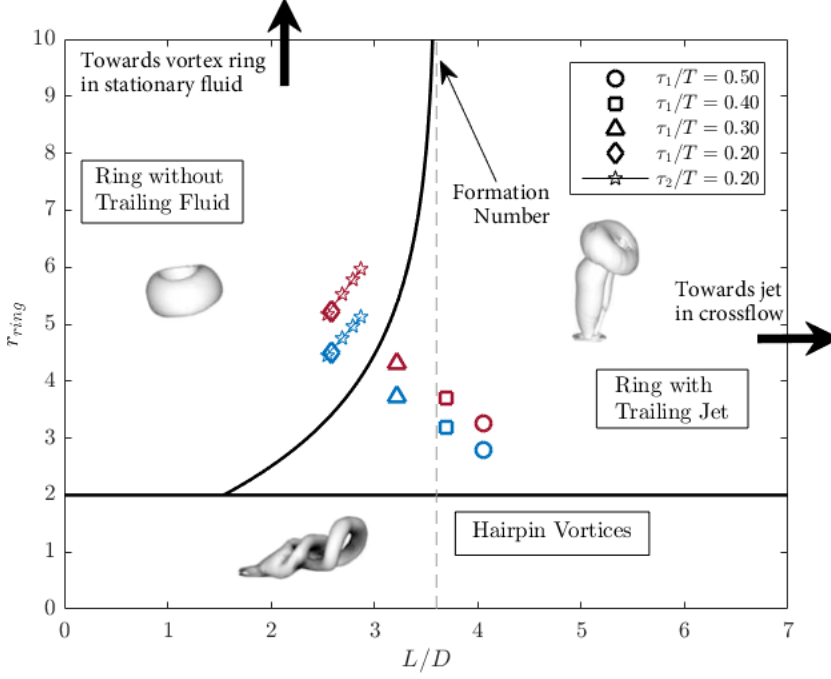 Towards vortex ring
in stationary fluid
Ring without
Trailing Fluid
τ₁/T = 0.50
τ₁/T = 0.40
τ₁/T = 0.30
τ₁/T = 0.20
τ₂/T = 0.20
Formation
Number
Towards jet
in crossflow
Ring with
Trailing Jet
Hairpin Vortices
r_ring
10
9
8
7
6
5
4
3
2
1
0
0 1 2 3 4 5 6 7
L/D